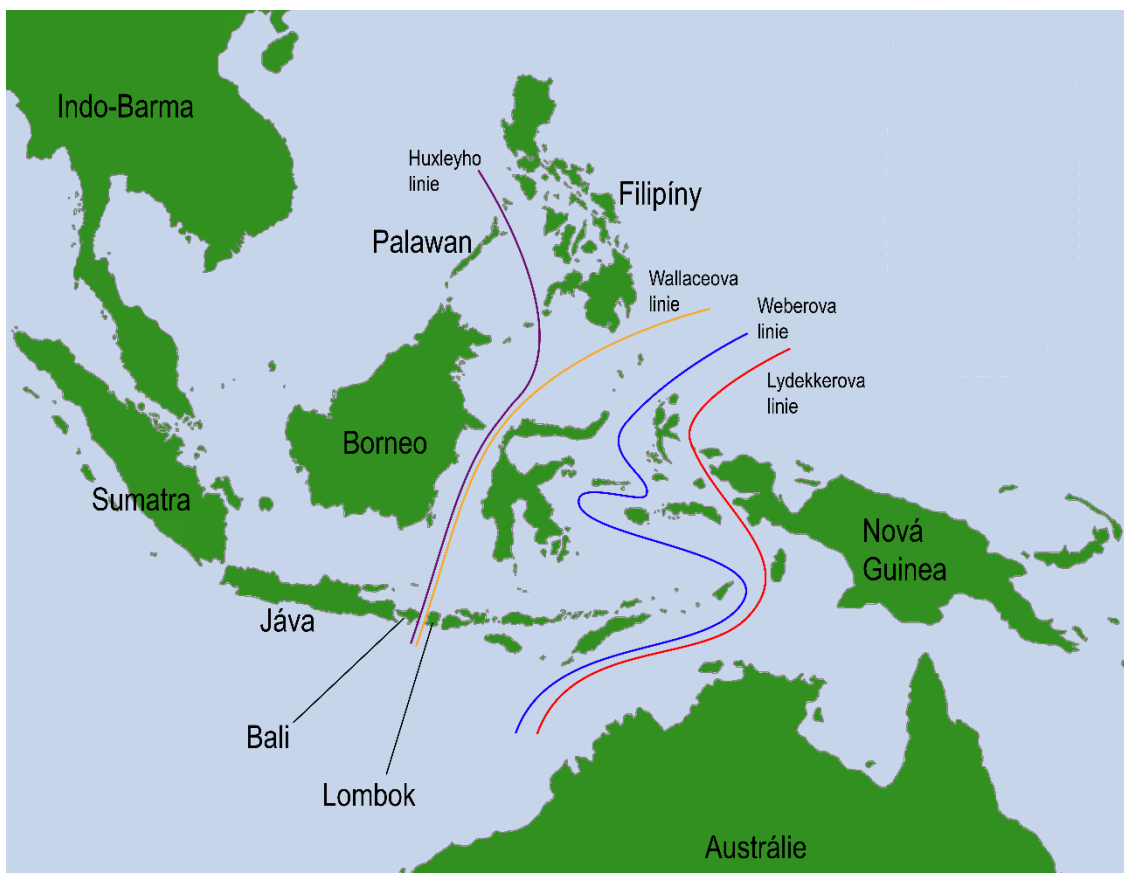 Indo-Barma
Huxleyho
linie
Filipíny
Palawan
Wallaceova
linie
Weberova
linie
Lydekkerova
linie
Borneo
Sumatra
Nová
Guinea
Jáva
Bali
Lombok
Austrálie